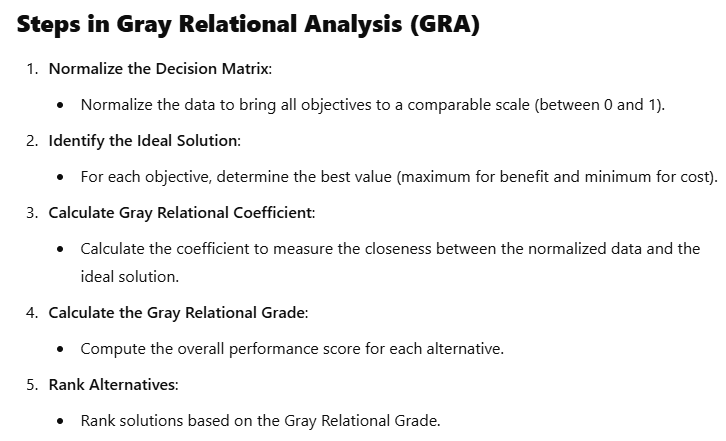 Steps in Gray Relational Analysis (GRA)
1. Normalize the Decision Matrix:
• Normalize the data to bring all objectives to a comparable scale (between 0 and 1).
2. Identify the Ideal Solution:
• For each objective, determine the best value (maximum for benefit and minimum for cost).
3. Calculate Gray Relational Coefficient:
• Calculate the coefficient to measure the closeness between the normalized data and the
ideal solution.
4. Calculate the Gray Relational Grade:
• Compute the overall performance score for each alternative.
5. Rank Alternatives:
• Rank solutions based on the Gray Relational Grade.